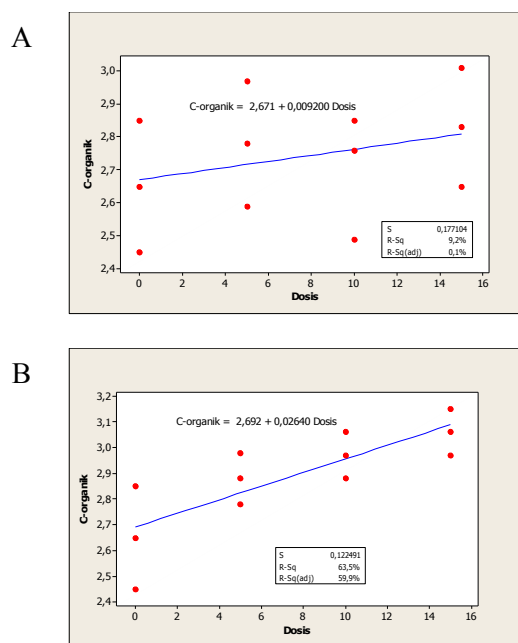 A
C-organik = 2,671 + 0,009200 Dosis
3,0
2,9
2,8
2,7
2,6
2,5
2,4
C-organik
S 0,177104
R-Sq 9,2%
R-Sq(adj) 0,1%
0 2 4 6 8 10 12 14 16
Dosis
B
C-organik = 2,692 + 0,02640 Dosis
3,2
3,1
3,0
2,9
2,8
2,7
2,6
2,5
2,4
C-organik
S 0,122491
R-Sq 63,5%
R-Sq(adj) 59,9%
0 2 4 6 8 10 12 14 16
Dosis